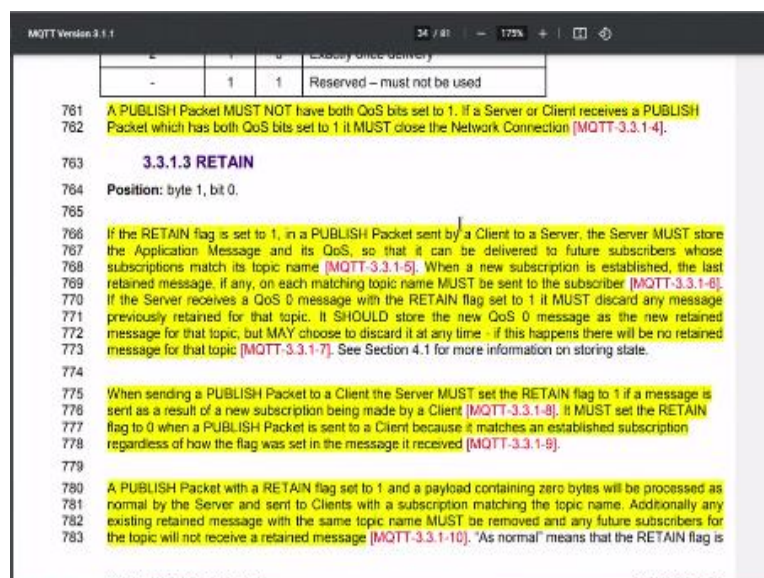 MQTT Version 3.1.1
34 / 81 − 175% +
2 1 0 Exactly once delivery
- 1 1 Reserved – must not be used
761 A PUBLISH Packet MUST NOT have both QoS bits set to 1. If a Server or Client receives a PUBLISH
762 Packet which has both QoS bits set to 1 it MUST close the Network Connection [MQTT-3.3.1-4].
763 3.3.1.3 RETAIN
764 Position: byte 1, bit 0.
765
766 If the RETAIN flag is set to 1, in a PUBLISH Packet sent by a Client to a Server, the Server MUST store
767 the Application Message and its QoS, so that it can be delivered to future subscribers whose
768 subscriptions match its topic name [MQTT-3.3.1-5]. When a new subscription is established, the last
769 retained message, if any, on each matching topic name MUST be sent to the subscriber [MQTT-3.3.1-6].
770 If the Server receives a QoS 0 message with the RETAIN flag set to 1 it MUST discard any message
771 previously retained for that topic. It SHOULD store the new QoS 0 message as the new retained
772 message for that topic, but MAY choose to discard it at any time - if this happens there will be no retained
773 message for that topic [MQTT-3.3.1-7]. See Section 4.1 for more information on storing state.
774
775 When sending a PUBLISH Packet to a Client the Server MUST set the RETAIN flag to 1 if a message is
776 sent as a result of a new subscription being made by a Client [MQTT-3.3.1-8]. It MUST set the RETAIN
777 flag to 0 when a PUBLISH Packet is sent to a Client because it matches an established subscription
778 regardless of how the flag was set in the message it received [MQTT-3.3.1-9].
779
780 A PUBLISH Packet with a RETAIN flag set to 1 and a payload containing zero bytes will be processed as
781 normal by the Server and sent to Clients with a subscription matching the topic name. Additionally any
782 existing retained message with the same topic name MUST be removed and any future subscribers for
783 the topic will not receive a retained message [MQTT-3.3.1-10]. "As normal" means that the RETAIN flag is